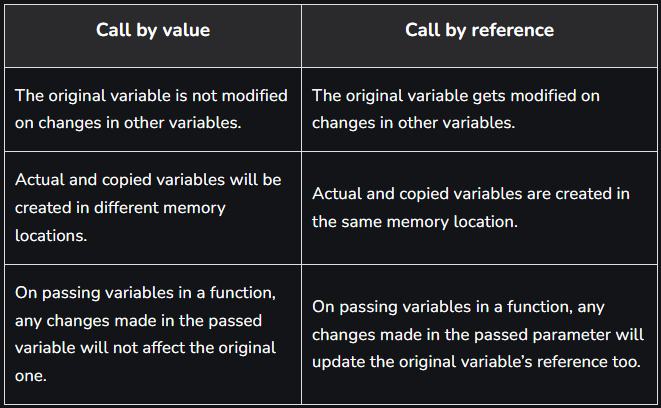 Call by value
Call by reference
The original variable is not modified
on changes in other variables.
The original variable gets modified on
changes in other variables.
Actual and copied variables will be
created in different memory
locations.
Actual and copied variables are created in
the same memory location.
On passing variables in a function,
any changes made in the passed
variable will not affect the original
one.
On passing variables in a function, any
changes made in the passed parameter will
update the original variable’s reference too.